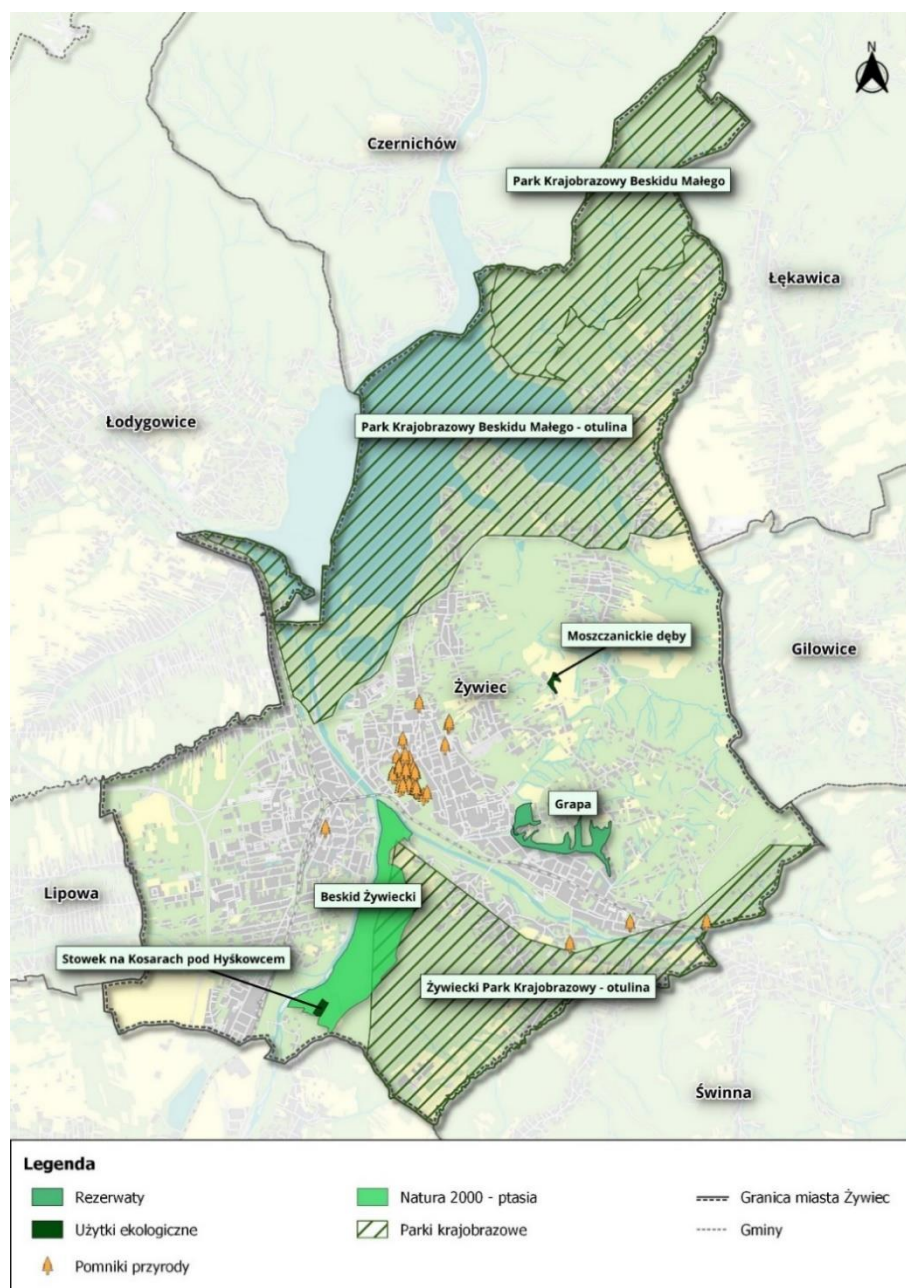 N
Czernichów
Park Krajobrazowy Beskidu Małego
Łękawica
Łodygowice
Park Krajobrazowy Beskidu Małego - otulina
Moszczanickie dęby
Gilowice
Żywiec
Grapa
Lipowa
Beskid Żywiecki
Stowek na Kosarach pod Hyśkowcem
Żywiecki Park Krajobrazowy - otulina
Świnna
Legenda
Rezerwaty
Natura 2000 - ptasia
Granica miasta Żywiec
Użytki ekologiczne
Parki krajobrazowe
Gminy
Pomniki przyrody